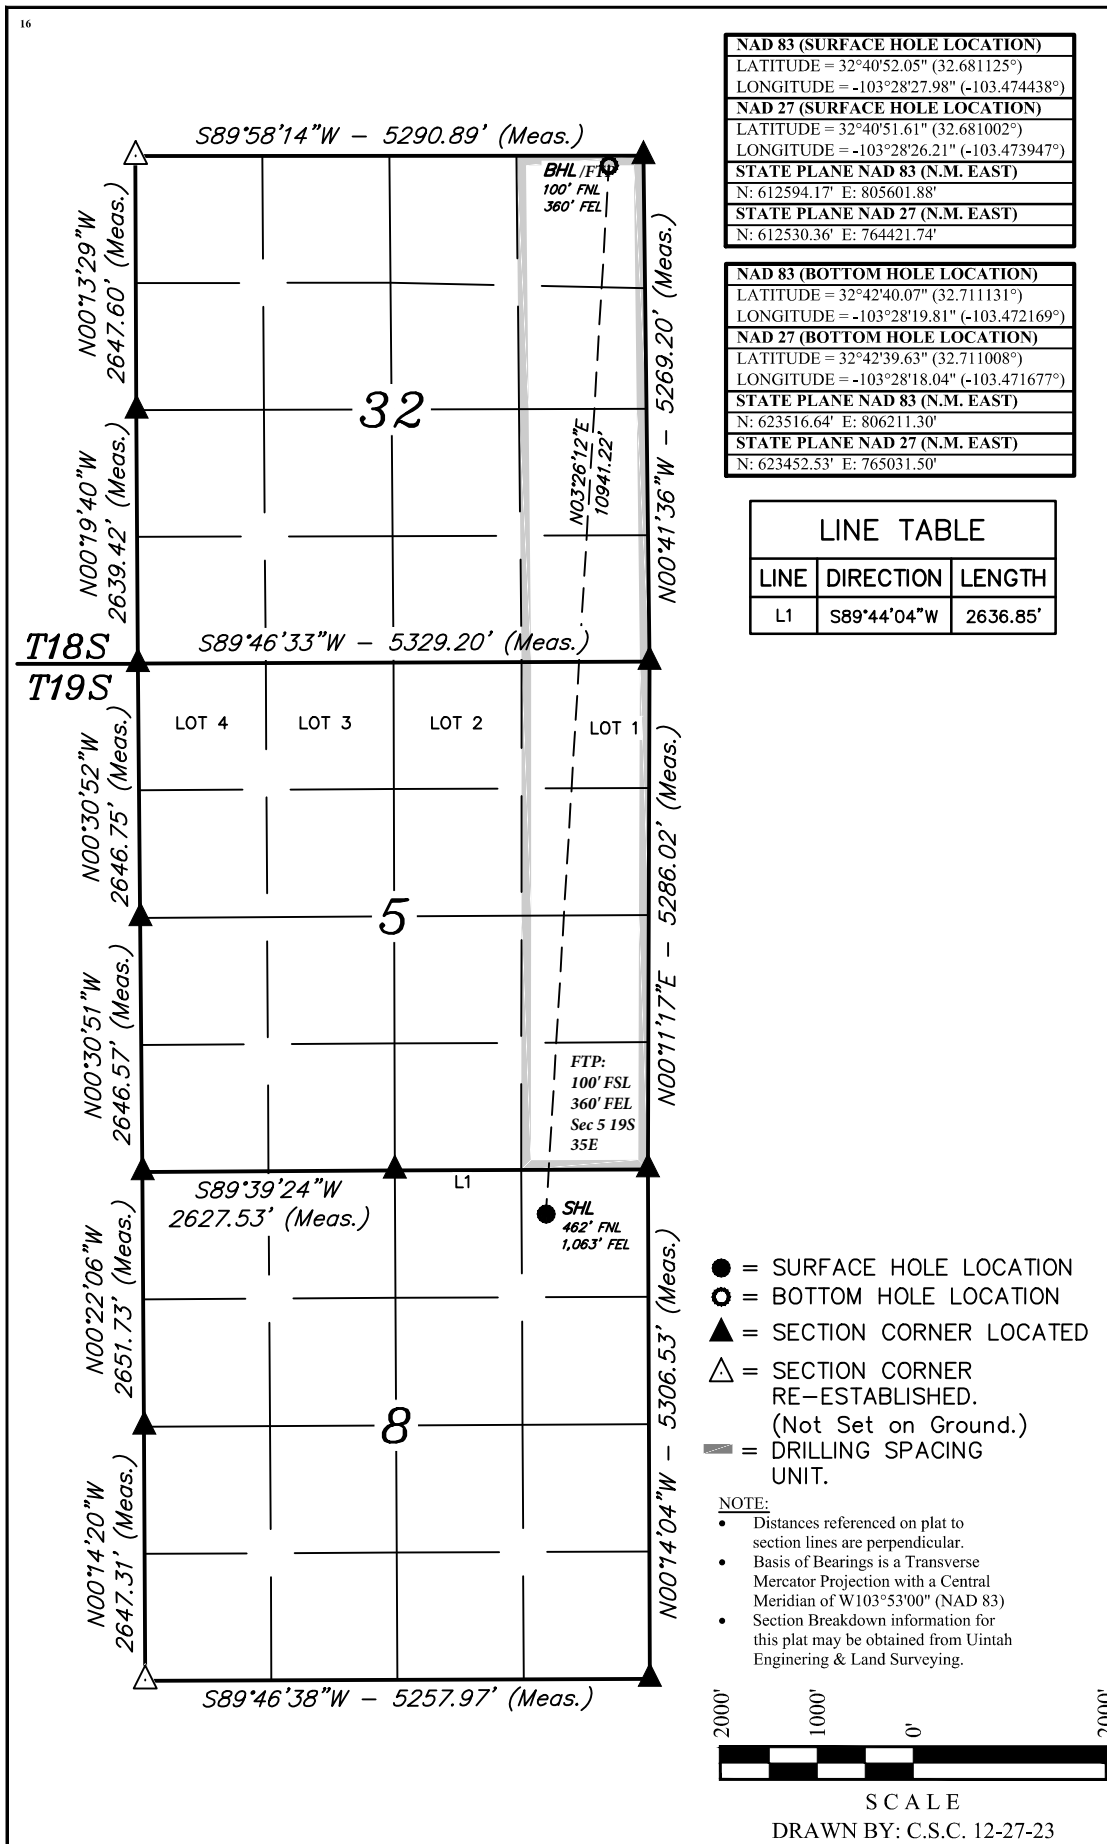 16
NAD 83 (SURFACE HOLE LOCATION)
LATITUDE = 32°40'52.05" (32.681125°)
LONGITUDE = -103°28'27.98" (-103.474438°)
NAD 27 (SURFACE HOLE LOCATION)
LATITUDE = 32°40'51.61" (32.681002°)
LONGITUDE = -103°28'26.21" (-103.473947°)
STATE PLANE NAD 83 (N.M. EAST)
N: 612594.17' E: 805601.88'
STATE PLANE NAD 27 (N.M. EAST)
N: 612530.36' E: 764421.74'
NAD 83 (BOTTOM HOLE LOCATION)
LATITUDE = 32°42'40.07" (32.711131°)
LONGITUDE = -103°28'19.81" (-103.472169°)
NAD 27 (BOTTOM HOLE LOCATION)
LATITUDE = 32°42'39.63" (32.711008°)
LONGITUDE = -103°28'18.04" (-103.471677°)
STATE PLANE NAD 83 (N.M. EAST)
N: 623516.64' E: 806211.30'
STATE PLANE NAD 27 (N.M. EAST)
N: 623452.53' E: 765031.50'
LINE TABLE
LINE DIRECTION LENGTH
L1 S89°44'04"W 2636.85'
S89°58'14"W – 5290.89' (Meas.)
BHL /FTP
100' FNL
360' FEL
N00°13'29"W
2647.60' (Meas.)
N00°41'36"W – 5269.20' (Meas.)
32
N03°26'12"E
10941.22'
N00°19'40"W
2639.42' (Meas.)
T18S
S89°46'33"W – 5329.20' (Meas.)
T19S
LOT 4 LOT 3 LOT 2 LOT 1
N00°30'52"W
2646.75' (Meas.)
N00°11'17"E – 5286.02' (Meas.)
5
N00°30'51"W
2646.57' (Meas.)
FTP:
100' FSL
360' FEL
Sec 5 19S
35E
S89°39'24"W
2627.53' (Meas.)
L1
SHL
462' FNL
1,063' FEL
N00°22'06"W
2651.73' (Meas.)
N00°14'04"W – 5306.53' (Meas.)
8
N00°14'20"W
2647.31' (Meas.)
S89°46'38"W – 5257.97' (Meas.)
= SURFACE HOLE LOCATION
= BOTTOM HOLE LOCATION
= SECTION CORNER LOCATED
= SECTION CORNER
RE-ESTABLISHED.
(Not Set on Ground.)
= DRILLING SPACING
UNIT.
NOTE:
• Distances referenced on plat to
section lines are perpendicular.
• Basis of Bearings is a Transverse
Mercator Projection with a Central
Meridian of W103°53'00" (NAD 83)
• Section Breakdown information for
this plat may be obtained from Uintah
Enginering & Land Surveying.
2000' 1000' 0' 2000'
SCALE
DRAWN BY: C.S.C. 12-27-23